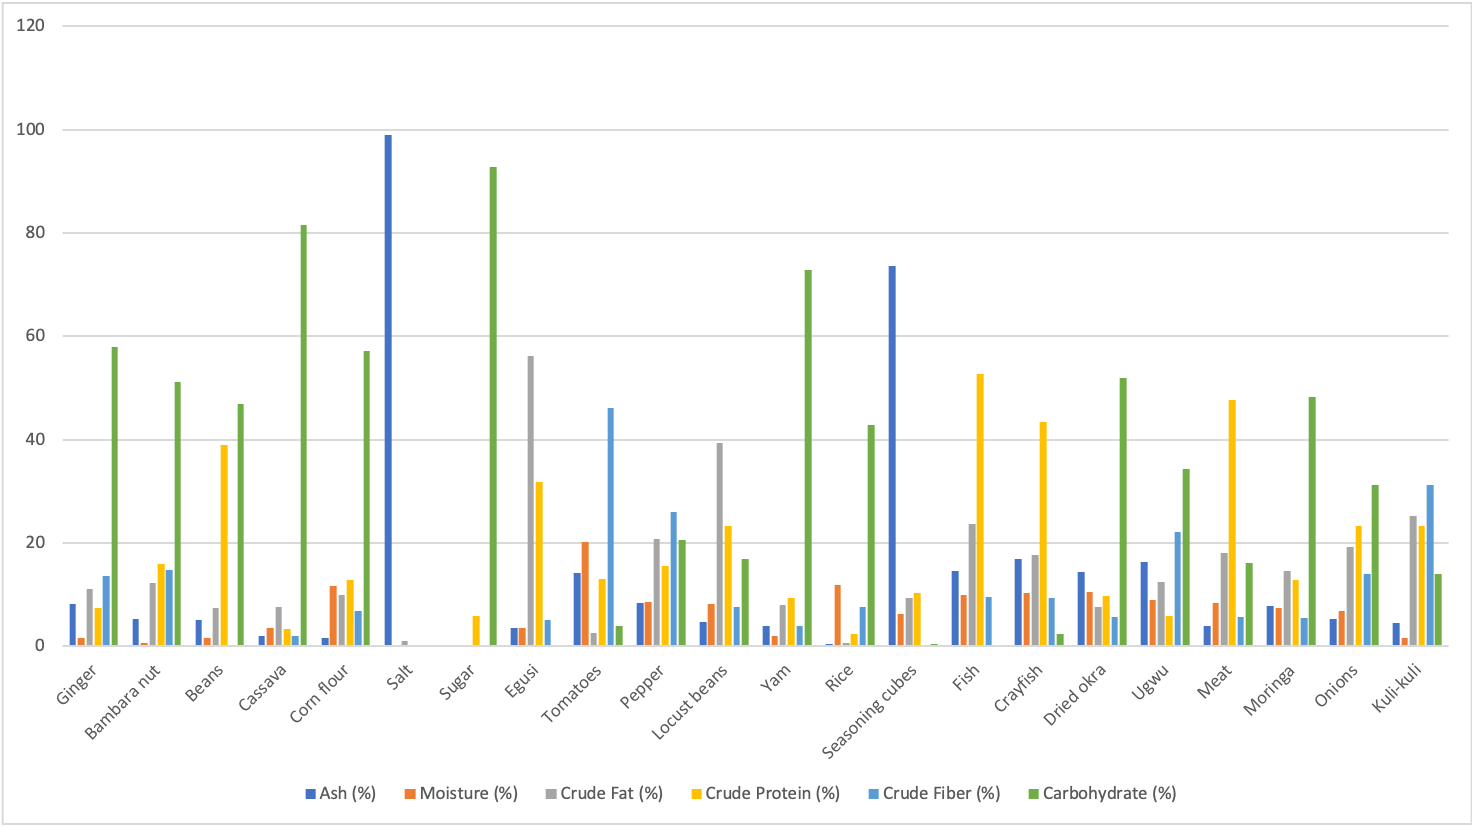 120
100
80
60
40
20
0
Ginger
Bambara nut
Beans
Cassava
Corn flour
Salt
Sugar
Egusi
Tomatoes
Pepper
Locust beans
Yam
Rice
Seasoning cubes
Fish
Crayfish
Dried okra
Ugwu
Meat
Moringa
Onions
Kuli-kuli
Ash (%) Moisture (%) Crude Fat (%) Crude Protein (%) Crude Fiber (%) Carbohydrate (%)